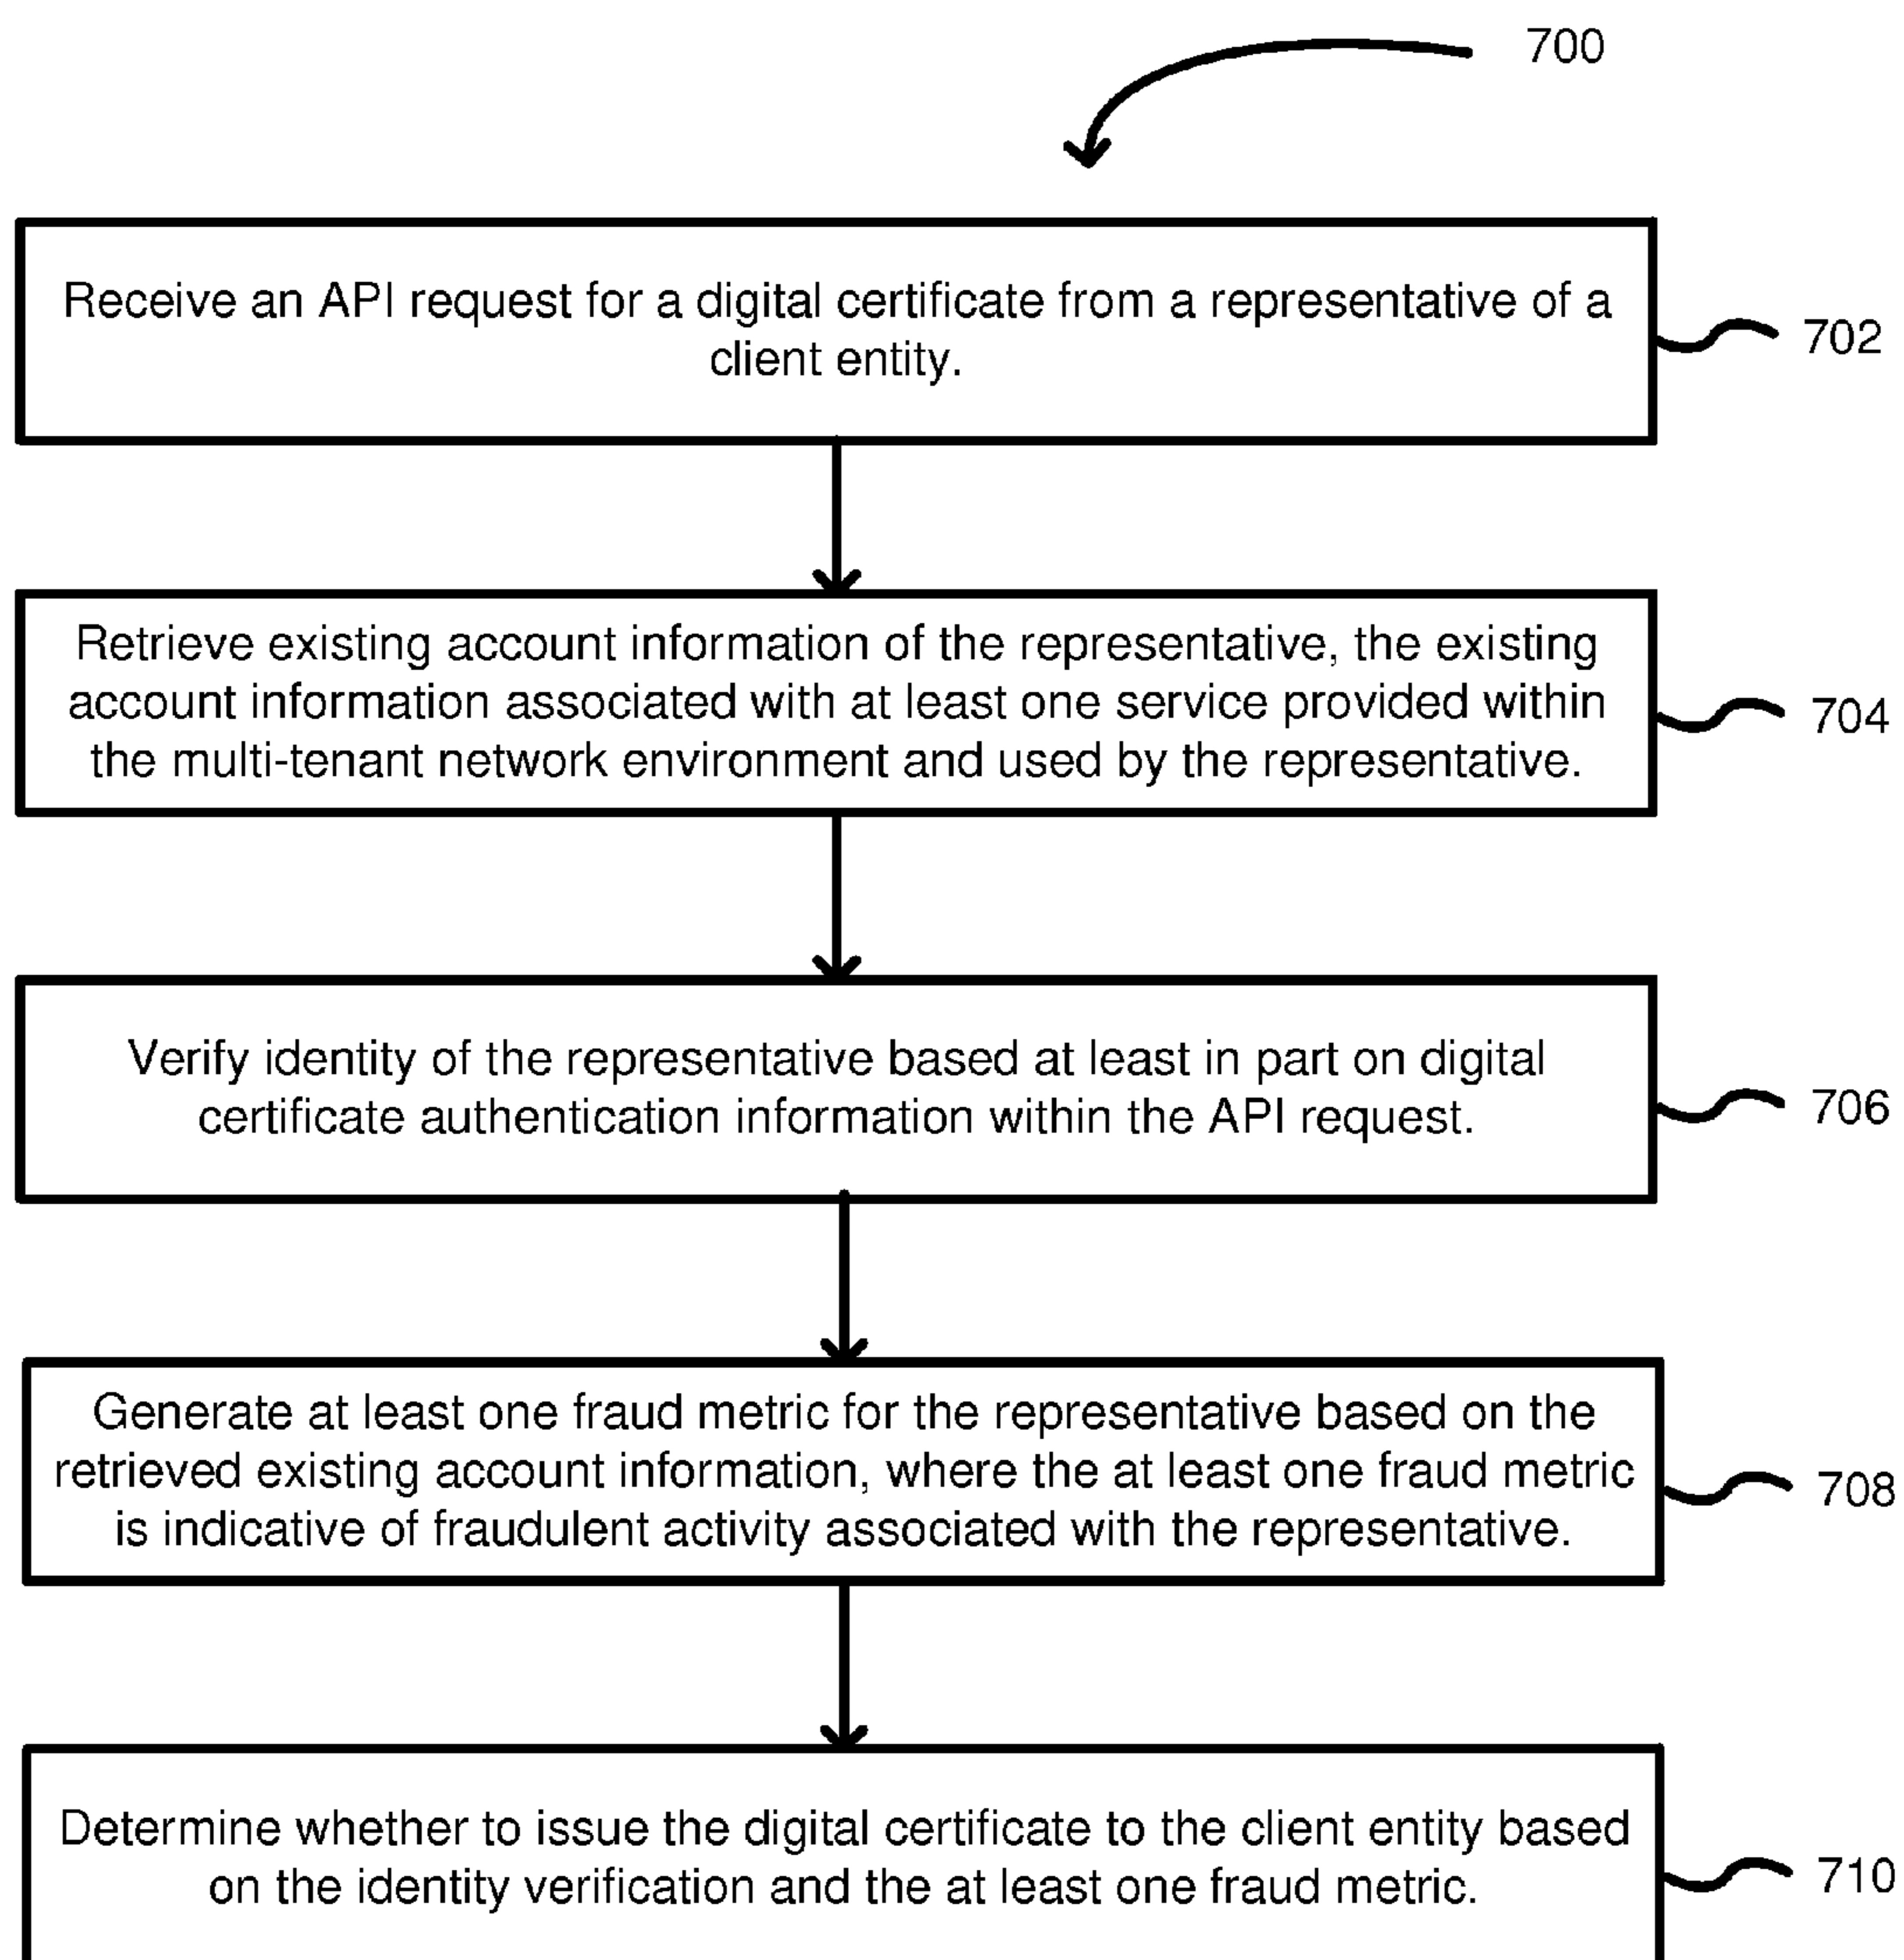 700
Receive an API request for a digital certificate from a representative of a
client entity.
702
Retrieve existing account information of the representative, the existing
account information associated with at least one service provided within
the multi-tenant network environment and used by the representative.
704
Verify identity of the representative based at least in part on digital
certificate authentication information within the API request.
706
Generate at least one fraud metric for the representative based on the
retrieved existing account information, where the at least one fraud metric
is indicative of fraudulent activity associated with the representative.
708
Determine whether to issue the digital certificate to the client entity based
on the identity verification and the at least one fraud metric.
710